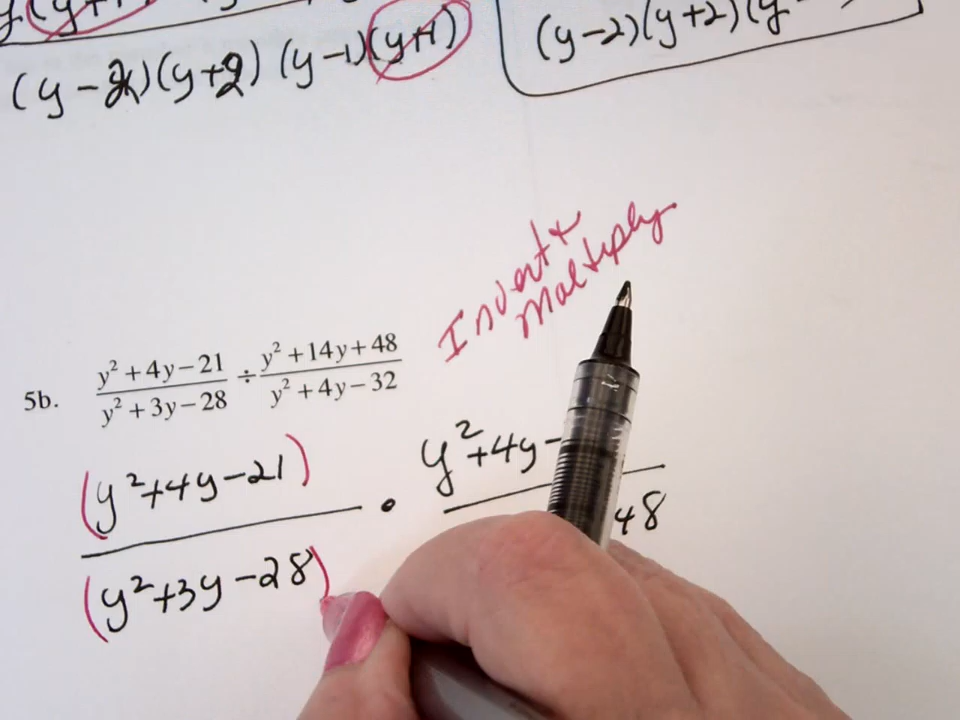 (y-2)(y+2)(y-1)(y+1)
(y-2)(y+2)(y
Invert &
Multiply
5b. y²+4y−21 / y²+3y−28 ÷ y²+14y+48 / y²+4y−32
(y²+4y-21) • y²+4y-
(y²+3y-28) 48